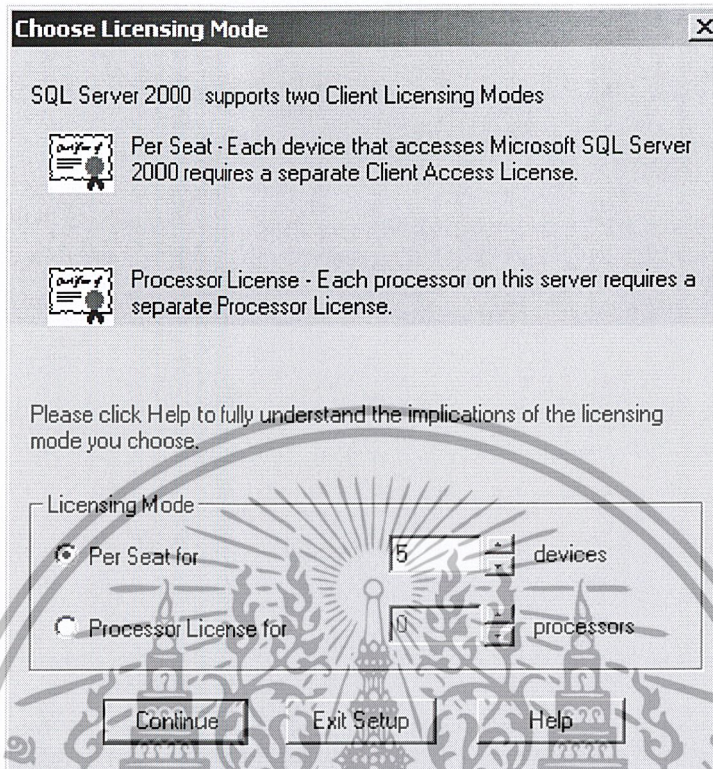 Choose Licensing Mode
SQL Server 2000 supports two Client Licensing Modes
Per Seat - Each device that accesses Microsoft SQL Server
2000 requires a separate Client Access License.
Processor License - Each processor on this server requires a
separate Processor License.
Please click Help to fully understand the implications of the licensing
mode you choose.
Licensing Mode
Per Seat for 5 devices
Processor License for 0 processors
Continue Exit Setup Help